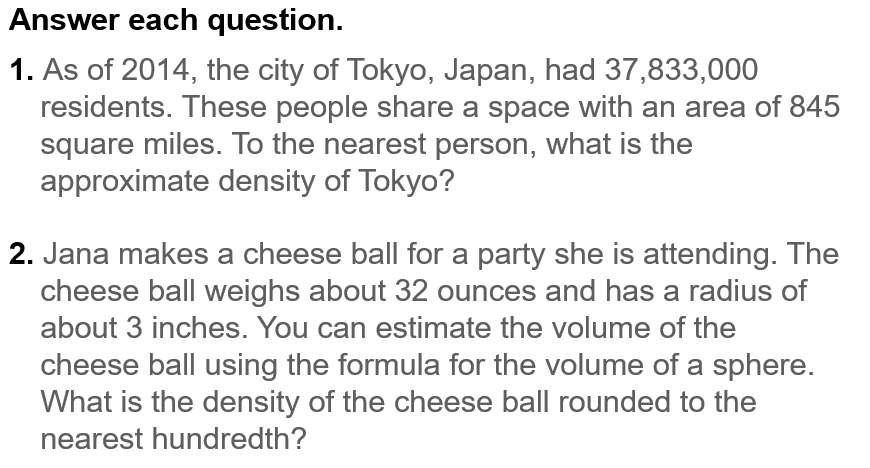 Answer each question.
1. As of 2014, the city of Tokyo, Japan, had 37,833,000
residents. These people share a space with an area of 845
square miles. To the nearest person, what is the
approximate density of Tokyo?
2. Jana makes a cheese ball for a party she is attending. The
cheese ball weighs about 32 ounces and has a radius of
about 3 inches. You can estimate the volume of the
cheese ball using the formula for the volume of a sphere.
What is the density of the cheese ball rounded to the
nearest hundredth?